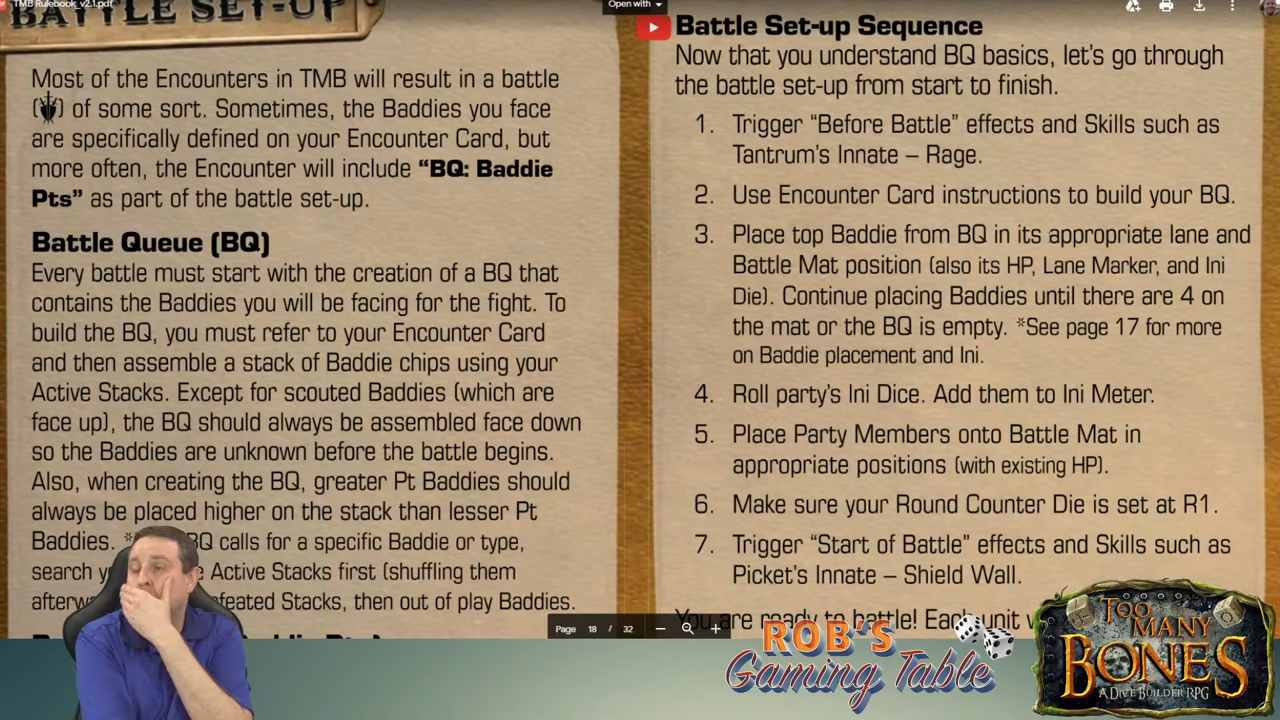 TMB Rulebook_v2.1.pdf
Open with
BATTLE SET-UP
Most of the Encounters in TMB will result in a battle
( ) of some sort. Sometimes, the Baddies you face
are specifically defined on your Encounter Card, but
more often, the Encounter will include "BQ: Baddie
Pts" as part of the battle set-up.
Battle Queue (BQ)
Every battle must start with the creation of a BQ that
contains the Baddies you will be facing for the fight. To
build the BQ, you must refer to your Encounter Card
and then assemble a stack of Baddie chips using your
Active Stacks. Except for scouted Baddies (which are
face up), the BQ should always be assembled face down
so the Baddies are unknown before the battle begins.
Also, when creating the BQ, greater Pt Baddies should
always be placed higher on the stack than lesser Pt
Baddies. * BQ calls for a specific Baddie or type,
search Active Stacks first (shuffling them
Stacks, then out of play Baddies.
Battle Set-up Sequence
Now that you understand BQ basics, let's go through
the battle set-up from start to finish.
1. Trigger "Before Battle" effects and Skills such as
Tantrum's Innate – Rage.
2. Use Encounter Card instructions to build your BQ.
3. Place top Baddie from BQ in its appropriate lane and
Battle Mat position (also its HP, Lane Marker, and Ini
Die). Continue placing Baddies until there are 4 on
the mat or the BQ is empty. *See page 17 for more
on Baddie placement and Ini.
4. Roll party's Ini Dice. Add them to Ini Meter.
5. Place Party Members onto Battle Mat in
appropriate positions (with existing HP).
6. Make sure your Round Counter Die is set at R1.
7. Trigger "Start of Battle" effects and Skills such as
Picket's Innate – Shield Wall.
You are ready to battle! Each unit
Page 18 / 32
ROB'S
Gaming Table
TOO
MANY
BONES
A DICE BUILDER RPG